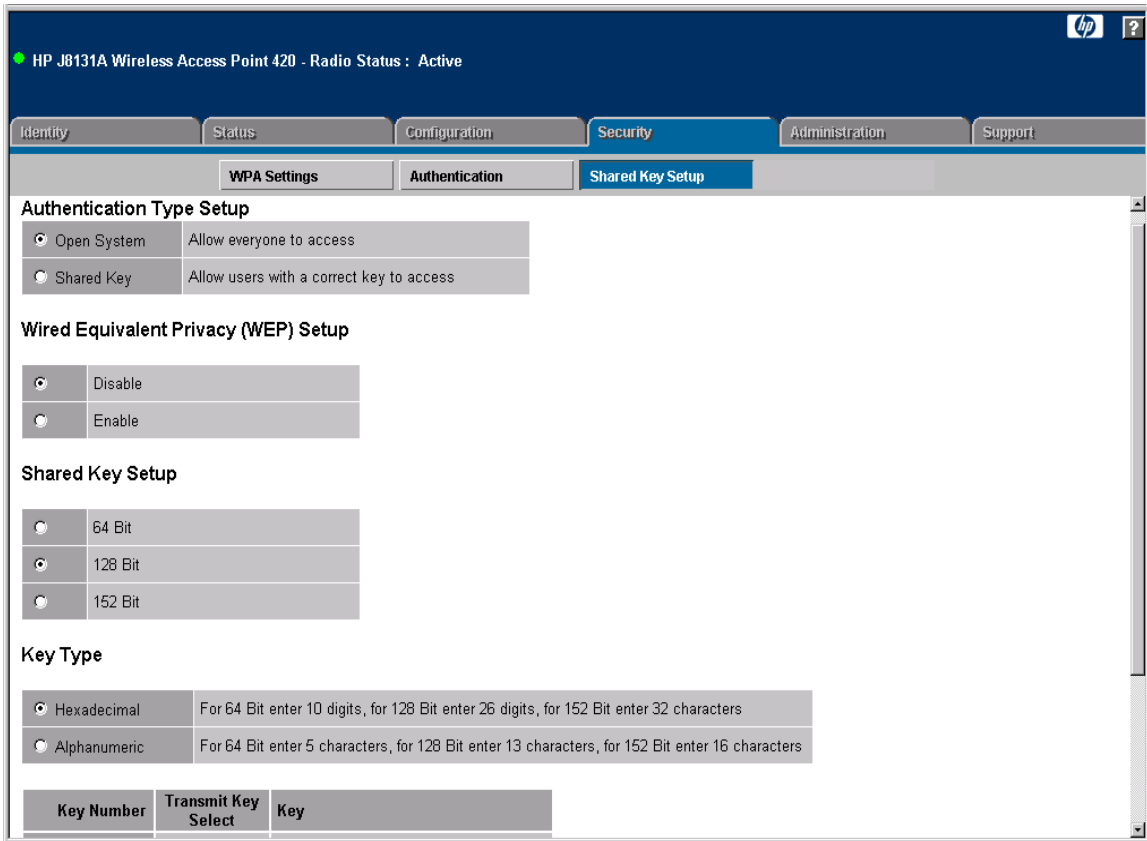 hp
?
HP J8131A Wireless Access Point 420 - Radio Status : Active
Identity
Status
Configuration
Security
Administration
Support
WPA Settings
Authentication
Shared Key Setup
Authentication Type Setup
Open System Allow everyone to access
Shared Key Allow users with a correct key to access
Wired Equivalent Privacy (WEP) Setup
Disable
Enable
Shared Key Setup
64 Bit
128 Bit
152 Bit
Key Type
Hexadecimal For 64 Bit enter 10 digits, for 128 Bit enter 26 digits, for 152 Bit enter 32 characters
Alphanumeric For 64 Bit enter 5 characters, for 128 Bit enter 13 characters, for 152 Bit enter 16 characters
Key Number
Transmit Key
Select
Key